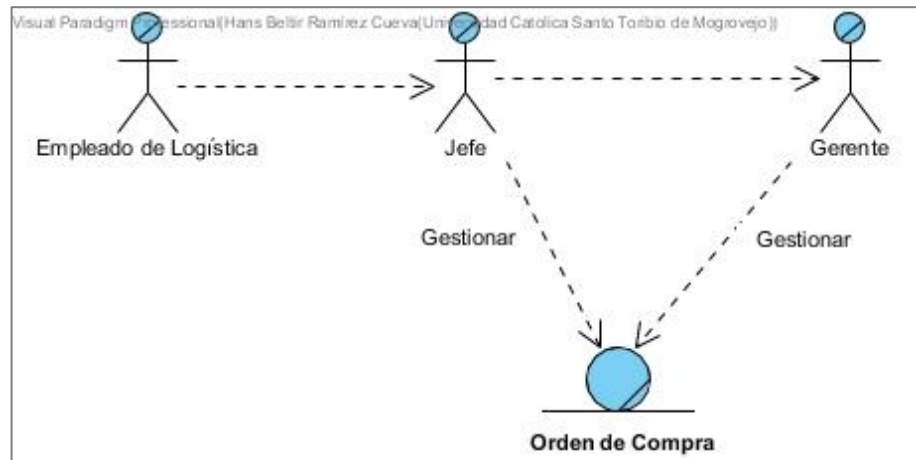 Visual Paradigm Professional(Hans Beltir Ramírez Cueva(Universidad Catolica Santo Toribio de Mogrovejo))
Empleado de Logística
Jefe
Gerente
Gestionar
Gestionar
Orden de Compra